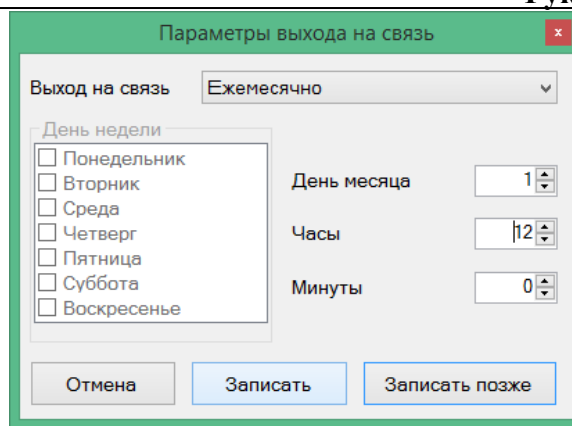 Параметры выхода на связь
x
Выход на связь Ежемесячно
День недели
Понедельник
Вторник
Среда
Четверг
Пятница
Суббота
Воскресенье
День месяца 1
Часы 12
Минуты 0
Отмена Записать Записать позже